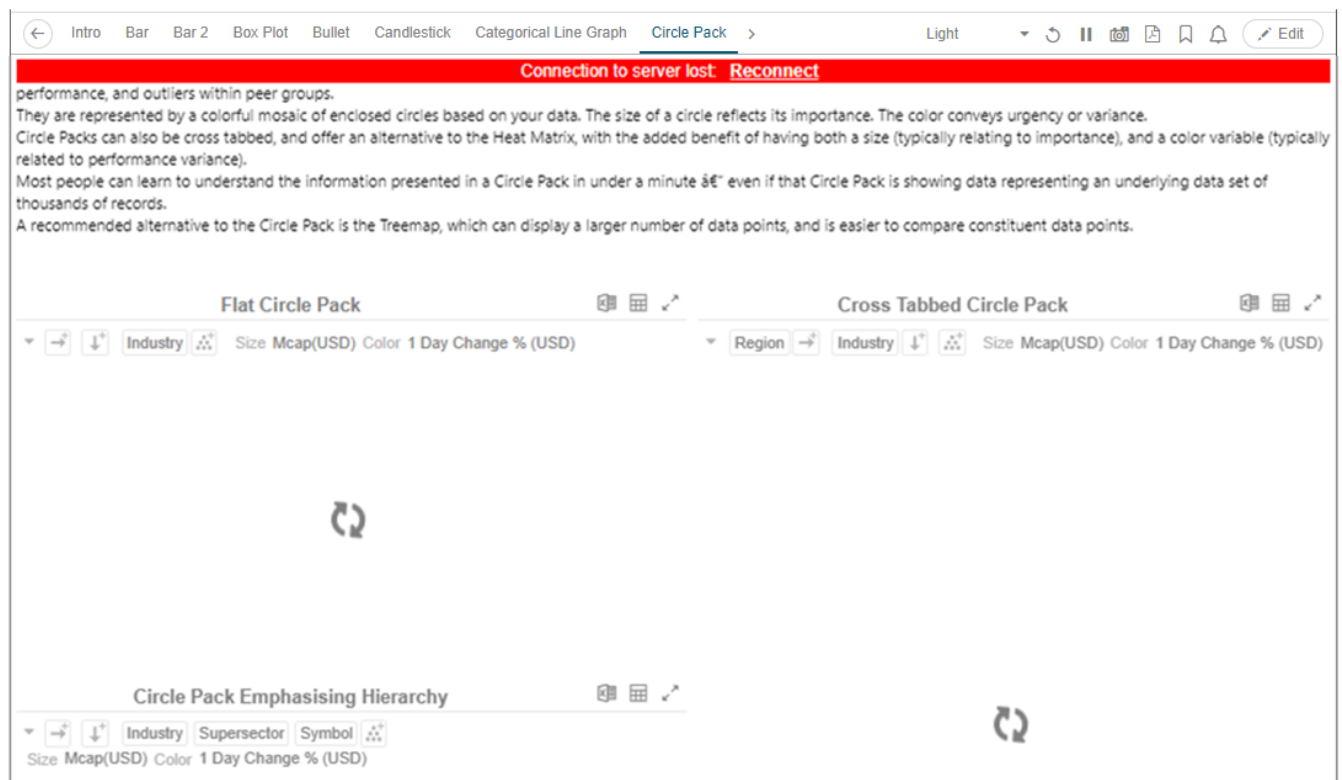 Intro Bar Bar 2 Box Plot Bullet Candlestick Categorical Line Graph Circle Pack Light Edit
Connection to server lost: Reconnect
performance, and outliers within peer groups.
They are represented by a colorful mosaic of enclosed circles based on your data. The size of a circle reflects its importance. The color conveys urgency or variance.
Circle Packs can also be cross tabbed, and offer an alternative to the Heat Matrix, with the added benefit of having both a size (typically relating to importance), and a color variable (typically
related to performance variance).
Most people can learn to understand the information presented in a Circle Pack in under a minute â€“ even if that Circle Pack is showing data representing an underlying data set of
thousands of records.
A recommended alternative to the Circle Pack is the Treemap, which can display a larger number of data points, and is easier to compare constituent data points.
Flat Circle Pack
Industry Size Mcap(USD) Color 1 Day Change % (USD)
Cross Tabbed Circle Pack
Region Industry Size Mcap(USD) Color 1 Day Change % (USD)
Circle Pack Emphasising Hierarchy
Industry Supersector Symbol
Size Mcap(USD) Color 1 Day Change % (USD)